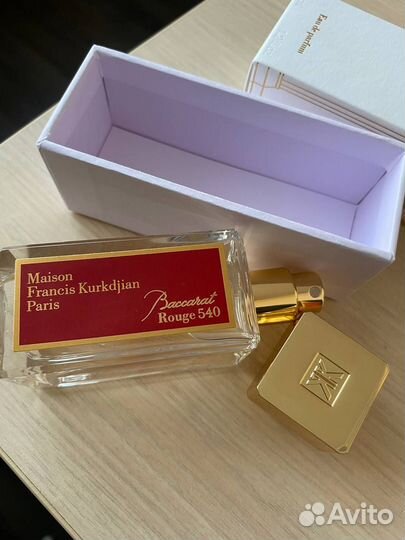 Eau de parfum
Maison
Francis Kurkdjian
Paris
Baccarat
Rouge 540
Avito